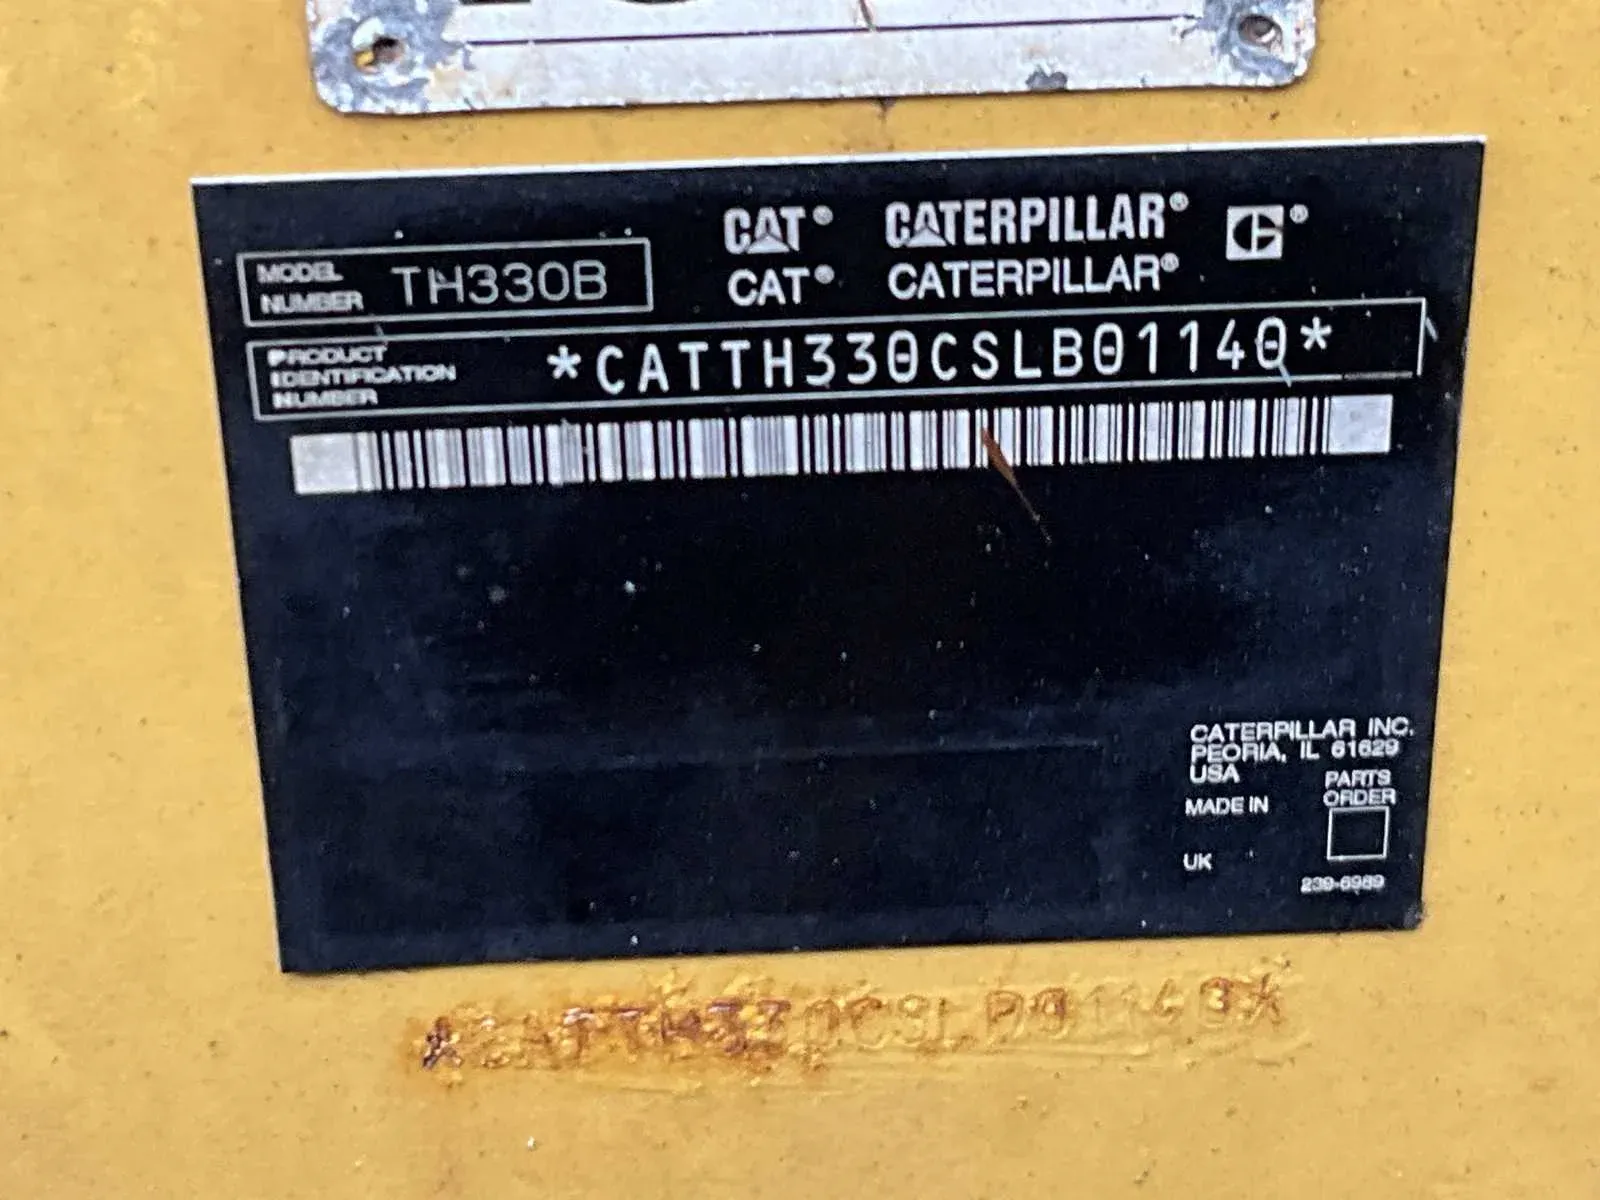 MODEL NUMBER TH330B
CAT® CATERPILLAR® C®
CAT® CATERPILLAR®
PRODUCT IDENTIFICATION NUMBER *CATTH330CSLB01140*
CATERPILLAR INC.
PEORIA, IL 61629
USA
PARTS ORDER
MADE IN
UK
239-6989